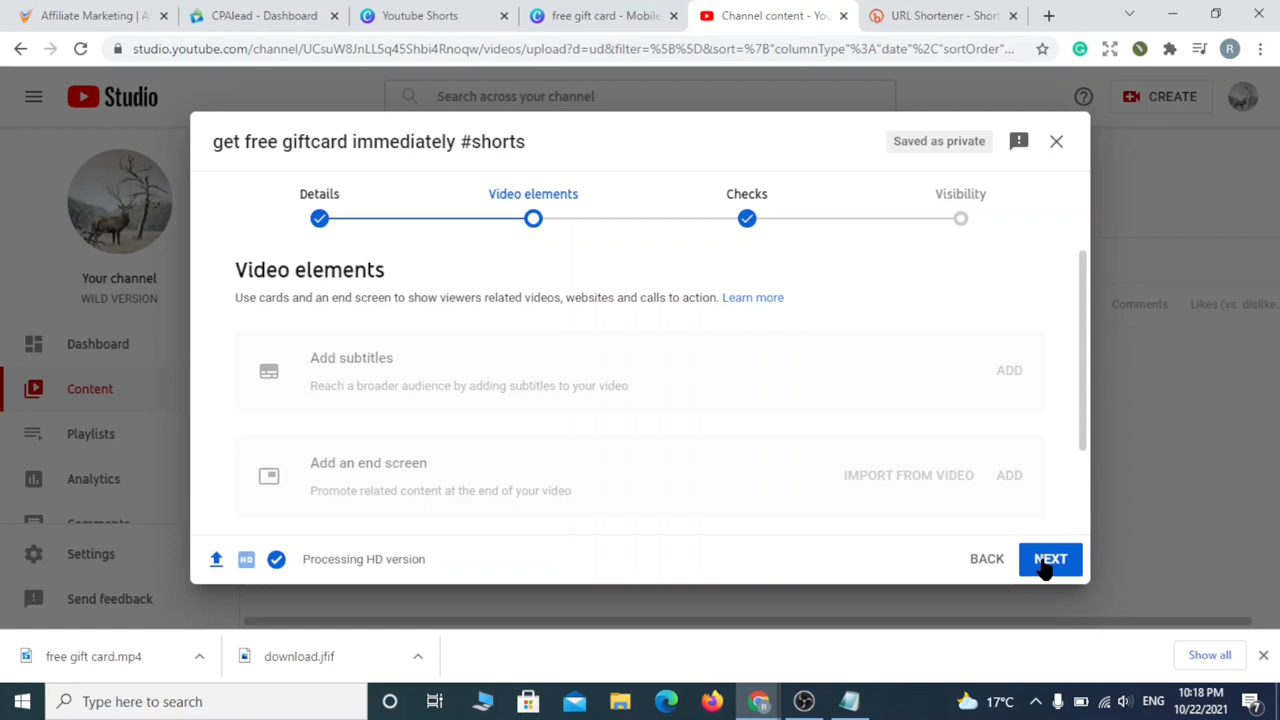 Affiliate Marketing | A
CPAlead - Dashboard
Youtube Shorts
free gift card - Mobile
Channel content - You
URL Shortener - Short
studio.youtube.com/channel/UCsuW8JnLL5q45Shbi4Rnoqw/videos/upload?d=ud&filter=%5B%5D&sort=%7B"columnType"%3A"date"%2C"sortOrder"...
R
Studio
Search across your channel
CREATE
get free giftcard immediately #shorts
Saved as private
Details
Video elements
Checks
Visibility
Video elements
Use cards and an end screen to show viewers related videos, websites and calls to action. Learn more
Add subtitles
Reach a broader audience by adding subtitles to your video
ADD
Add an end screen
Promote related content at the end of your video
IMPORT FROM VIDEO
ADD
HD
Processing HD version
BACK
NEXT
Your channel
WILD VERSION
Dashboard
Content
Playlists
Analytics
Comments
Settings
Send feedback
Comments
Likes (vs. dislike...
free gift card.mp4
download.jfif
Show all
Type here to search
17°C
ENG
10:18 PM
10/22/2021
7